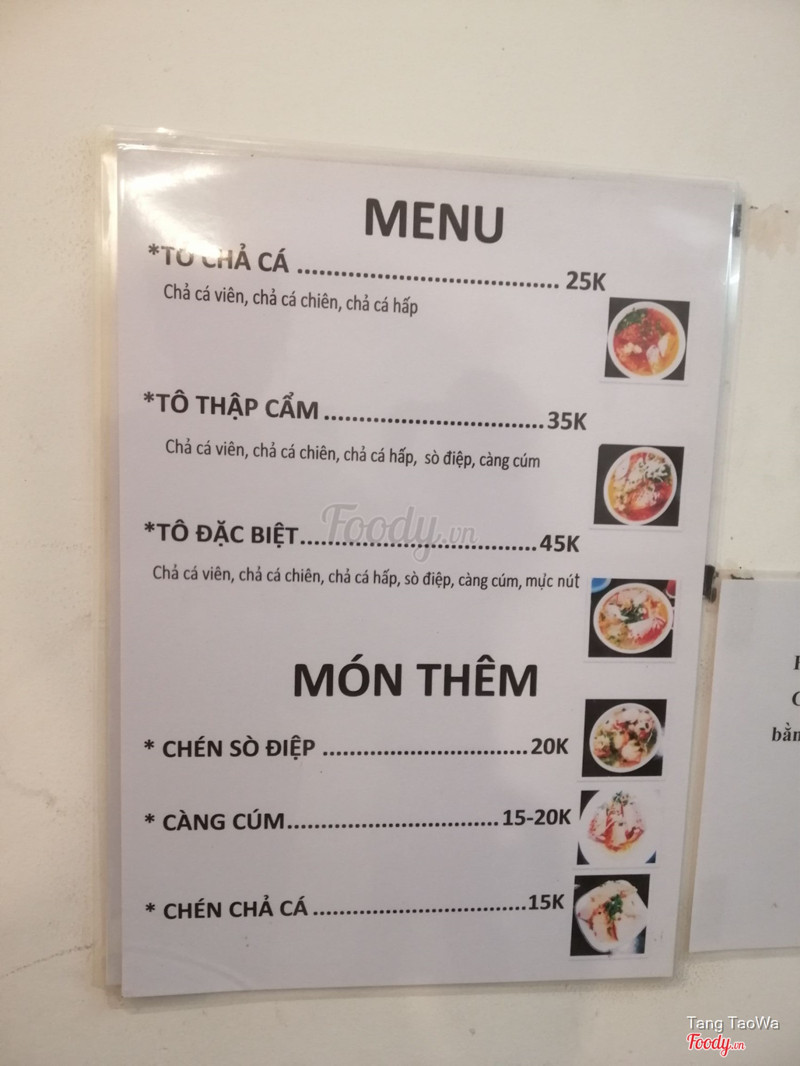 MENU
*TÔ CHẢ CÁ ................................... 25K
Chả cá viên, chả cá chiên, chả cá hấp
*TÔ THẬP CẨM ............................... 35K
Chả cá viên, chả cá chiên, chả cá hấp, sò điệp, càng cúm
*TÔ ĐẶC BIỆT................................. 45K
Chả cá viên, chả cá chiên, chả cá hấp, sò điệp, càng cúm, mực nút
Foody.vn
MÓN THÊM
* CHÉN SÒ ĐIỆP ............................. 20K
* CÀNG CÚM.............................. 15-20K
* CHÉN CHẢ CÁ .............................. 15K
Tang TaoWa
Foody.vn